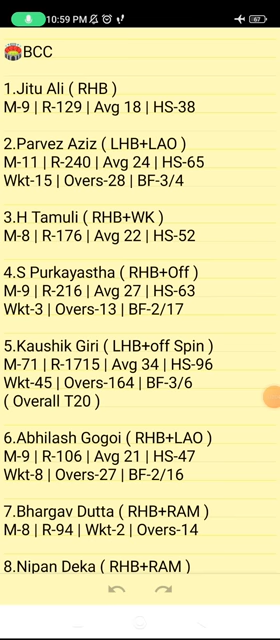 10:59 PM
67
BCC
1.Jitu Ali ( RHB )
M-9 | R-129 | Avg 18 | HS-38
2.Parvez Aziz ( LHB+LAO )
M-11 | R-240 | Avg 24 | HS-65
Wkt-15 | Overs-28 | BF-3/4
3.H Tamuli ( RHB+WK )
M-8 | R-176 | Avg 22 | HS-52
4.S Purkayastha ( RHB+Off )
M-9 | R-216 | Avg 27 | HS-63
Wkt-3 | Overs-13 | BF-2/17
5.Kaushik Giri ( LHB+off Spin )
M-71 | R-1715 | Avg 34 | HS-96
Wkt-45 | Overs-164 | BF-3/6
( Overall T20 )
6.Abhilash Gogoi ( RHB+LAO )
M-9 | R-106 | Avg 21 | HS-47
Wkt-8 | Overs-27 | BF-2/16
7.Bhargav Dutta ( RHB+RAM )
M-8 | R-94 | Wkt-2 | Overs-14
8.Nipan Deka ( RHB+RAM )